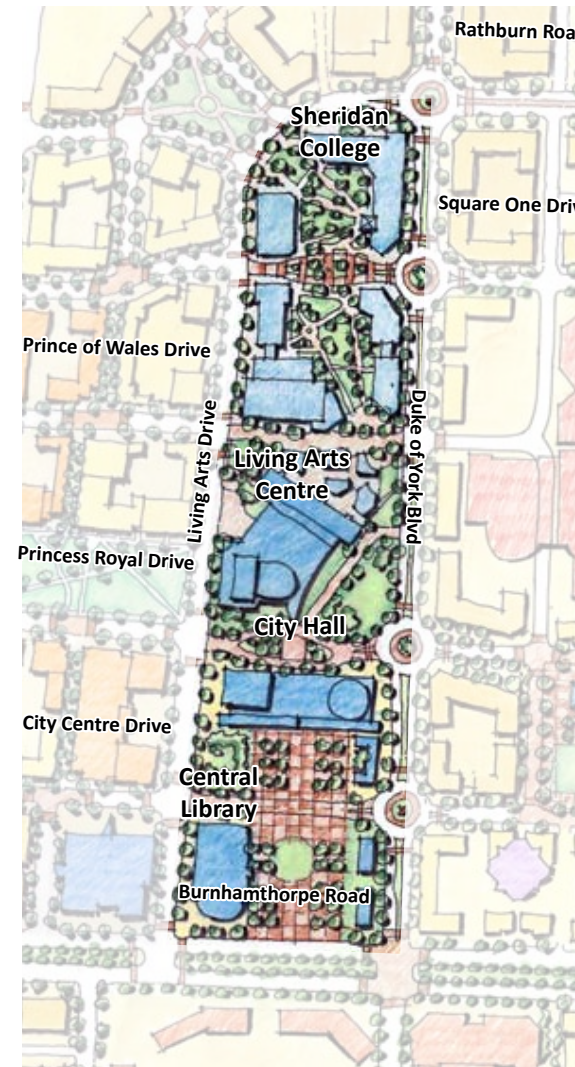 Rathburn Roa
Sheridan
College
Square One Driv
Prince of Wales Drive
Living Arts Drive
Duke of York Blvd
Living Arts
Centre
Princess Royal Drive
City Hall
City Centre Drive
Central
Library
Burnhamthorpe Road